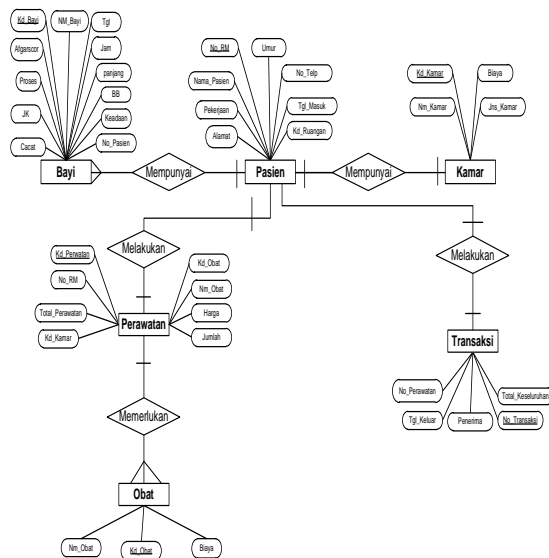 Kd_Bayi
NM_Bayi
Tgl
Afgarscor
Jam
Proses
panjang
BB
JK
Keadaan
Cacat
No_Pasien
Bayi
Mempunyai
No_RM
Umur
Nama_Pasien
No_Telp
Pekerjaan
Tgl_Masuk
Alamat
Kd_Ruangan
Pasien
Mempunyai
Kd_Kamar
Biaya
Nm_Kamar
Jns_Kamar
Kamar
Melakukan
Melakukan
Kd_Perwatan
Kd_Obat
No_RM
Nm_Obat
Total_Perawatan
Harga
Kd_Kamar
Jumlah
Perawatan
Transaksi
No_Perawatan
Total_Keseluruhan
Tgl_Keluar
Penerima
No_Transaksi
Memerlukan
Obat
Nm_Obat
Kd_Obat
Biaya